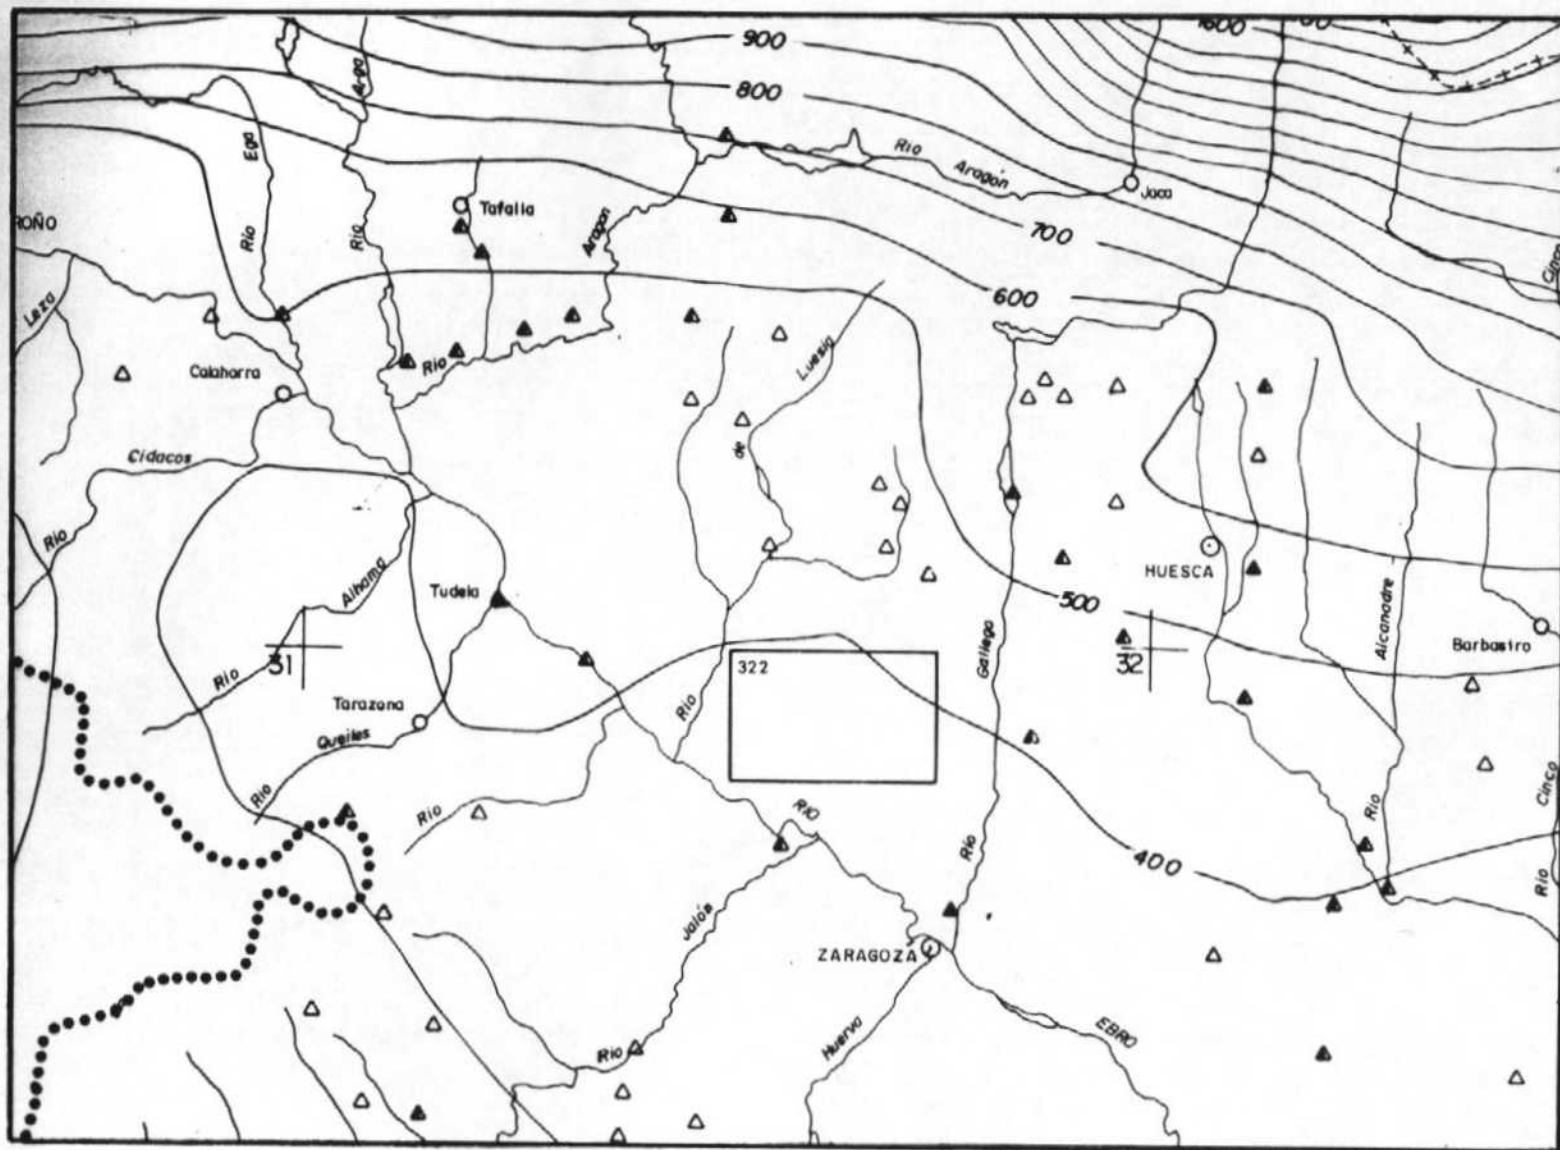 1600
900
800
Arga
Ega
Rio
Rio
Rio
Aragón
Jaca
Tafalla
Aragon
ROÑO
700
Cinca
600
Leza
Calahorra
Rio
Luesia
de
Cidacos
Rio
Alhama
Tudela
HUESCA
500
Alcanadre
Barbastro
31
32
322
Rio
Gallego
Rio
Tarazona
Queiles
Rio
Rio
RIO
Rio
Rio
Cinca
400
Rio
Jalón
ZARAGOZA
Huerva
EBRO
Rio